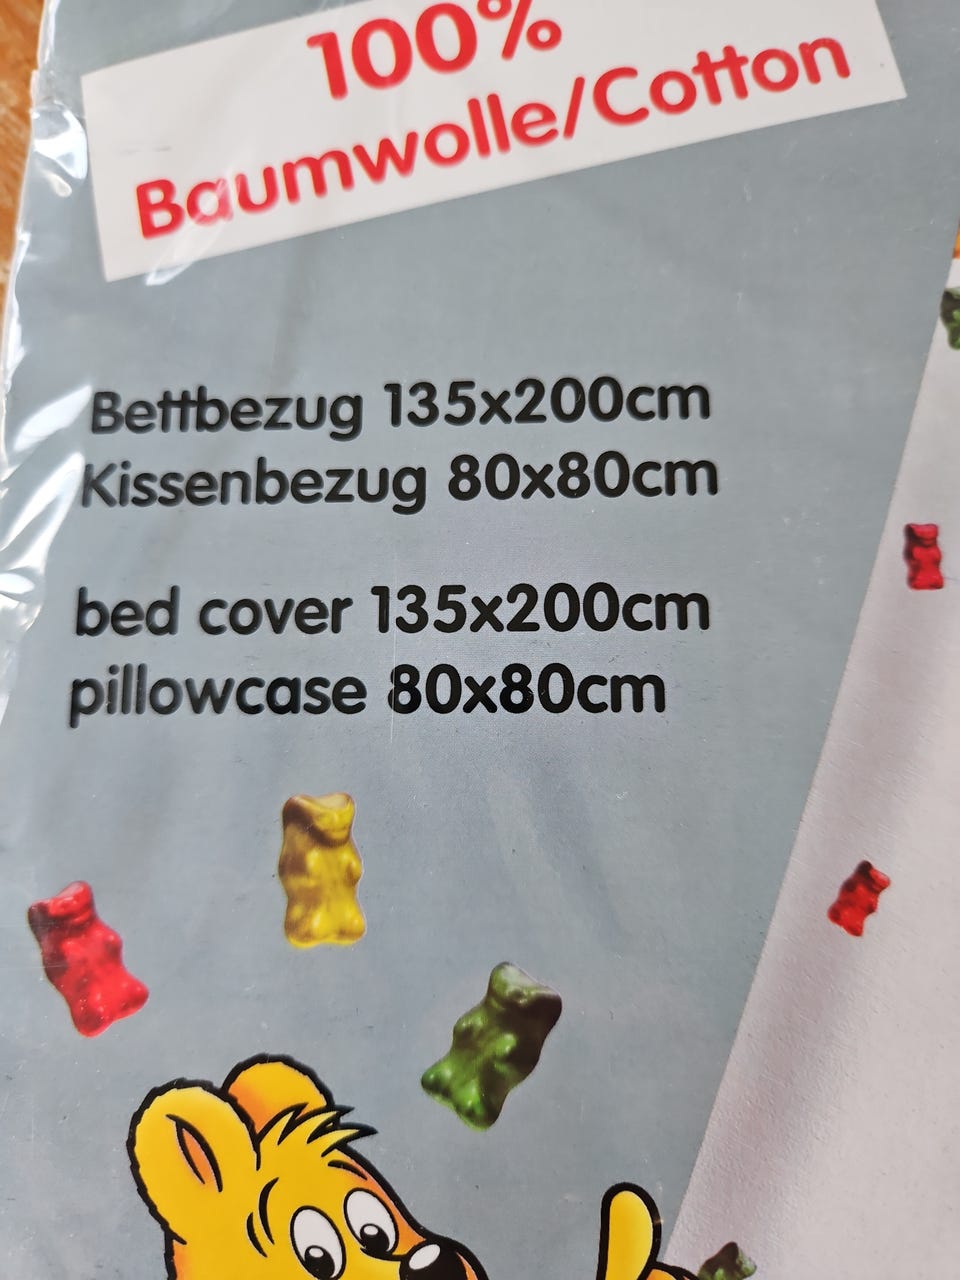 100%
Baumwolle/Cotton
Bettbezug 135x200cm
Kissenbezug 80x80cm
bed cover 135x200cm
pillowcase 80x80cm